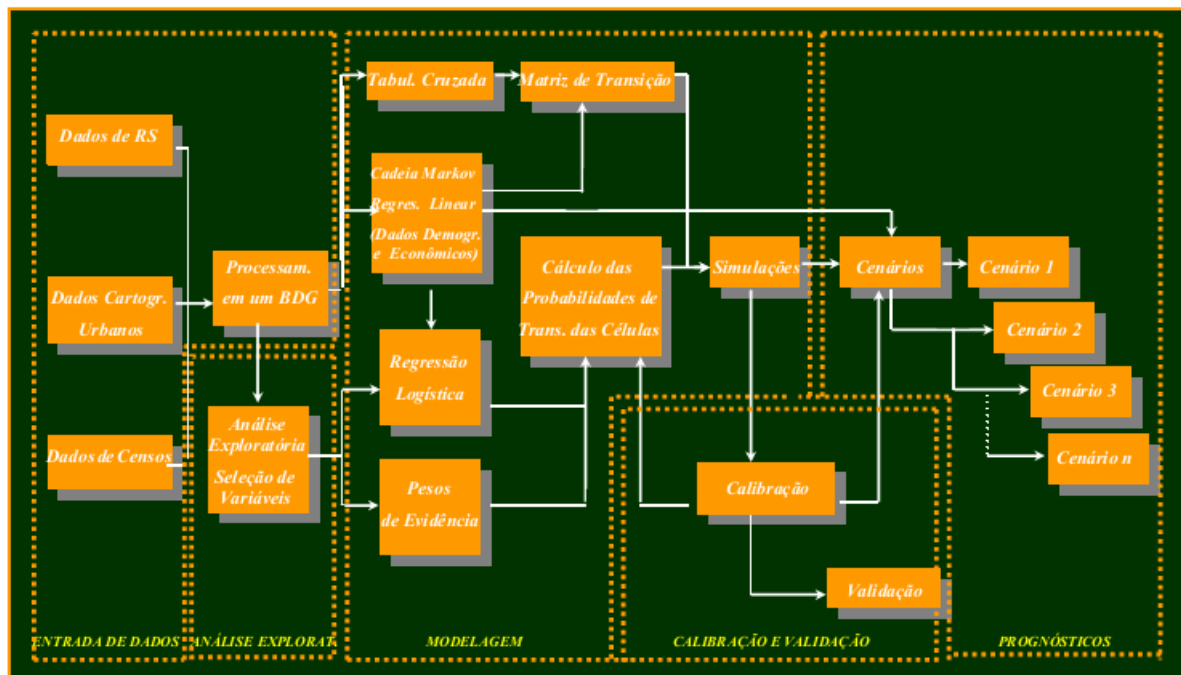 Dados de RS
Dados Cartogr.
Urbanos
Dados de Censos
Processam.
em um BDG
Análise
Exploratória
Seleção de
Variáveis
Tabul. Cruzada
Matriz de Transição
Cadeia Markov
Regres. Linear
(Dados Demogr.
e Econômicos)
Regressão
Logística
Pesos
de Evidência
Cálculo das
Probabilidades de
Trans. das Células
Simulações
Calibração
Validação
Cenários
Cenário 1
Cenário 2
Cenário 3
Cenário n
ENTRADA DE DADOS
ANÁLISE EXPLORAT.
MODELAGEM
CALIBRAÇÃO E VALIDAÇÃO
PROGNÓSTICOS